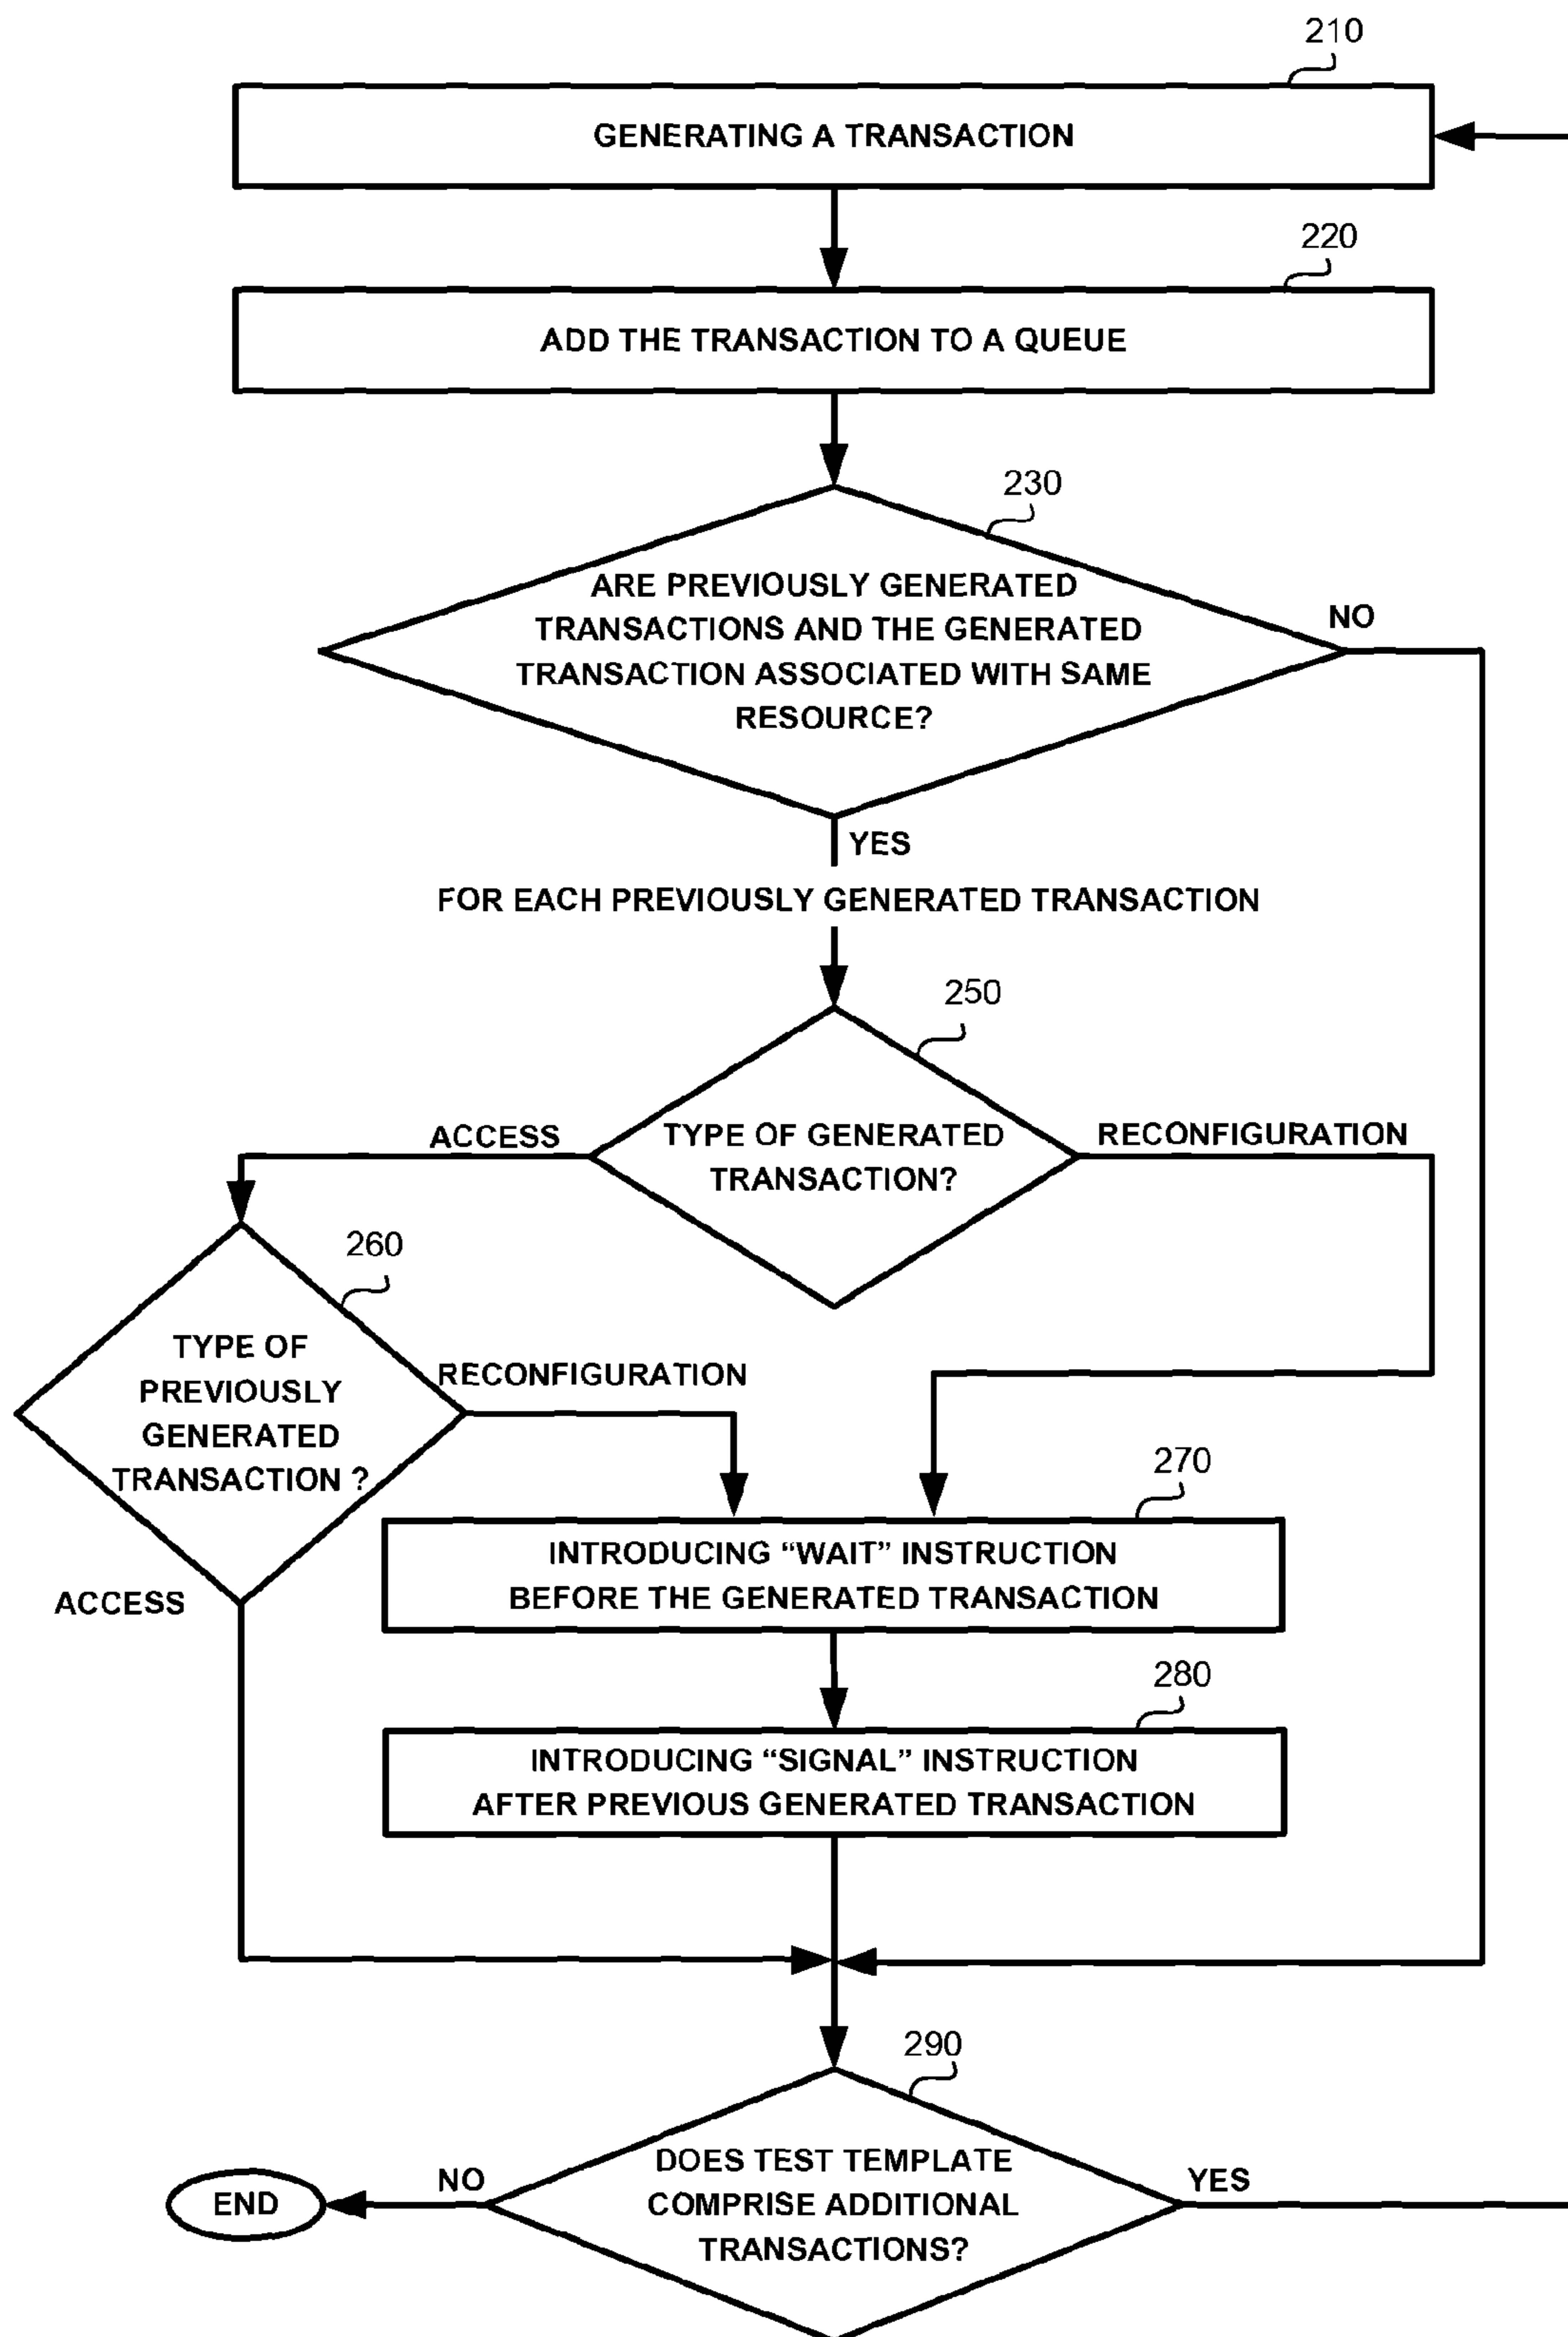 210
GENERATING A TRANSACTION
220
ADD THE TRANSACTION TO A QUEUE
230
ARE PREVIOUSLY GENERATED
TRANSACTIONS AND THE GENERATED
TRANSACTION ASSOCIATED WITH SAME
RESOURCE?
NO
YES
FOR EACH PREVIOUSLY GENERATED TRANSACTION
250
TYPE OF GENERATED
TRANSACTION?
ACCESS
RECONFIGURATION
260
TYPE OF
PREVIOUSLY
GENERATED
TRANSACTION ?
RECONFIGURATION
ACCESS
270
INTRODUCING “WAIT” INSTRUCTION
BEFORE THE GENERATED TRANSACTION
280
INTRODUCING “SIGNAL” INSTRUCTION
AFTER PREVIOUS GENERATED TRANSACTION
290
DOES TEST TEMPLATE
COMPRISE ADDITIONAL
TRANSACTIONS?
NO
YES
END